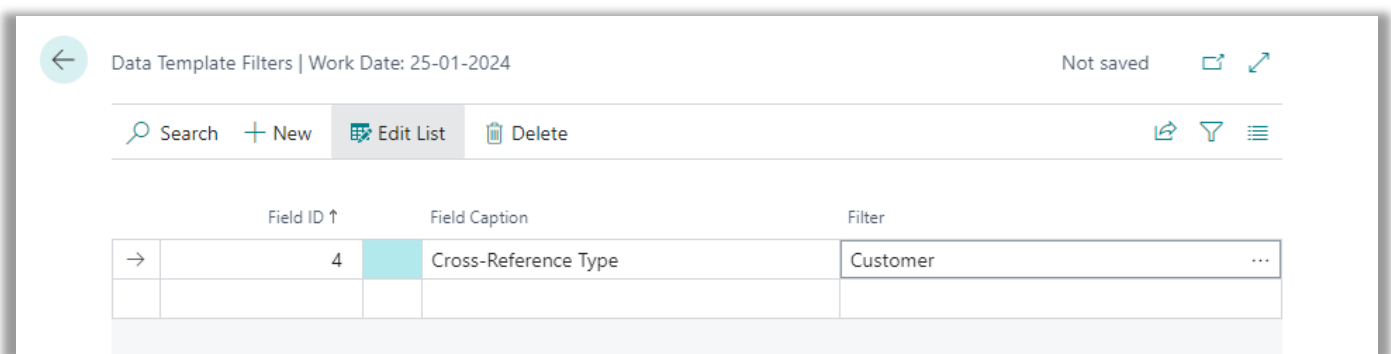 Data Template Filters | Work Date: 25-01-2024 Not saved
Search New Edit List Delete
Field ID ↑ Field Caption Filter
4 Cross-Reference Type Customer ...